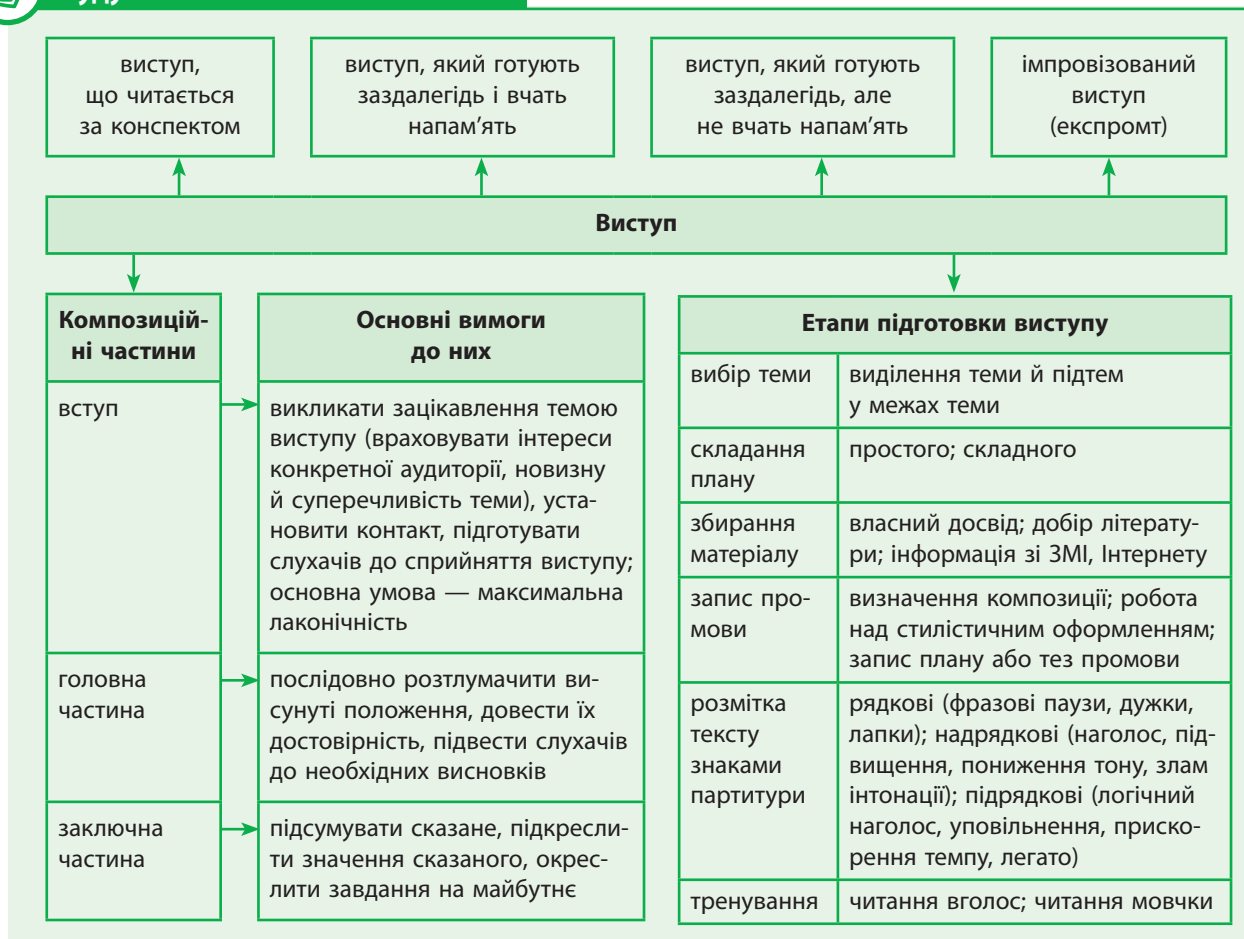 виступ,
що читається
за конспектом
виступ, який готують
заздалегідь і вчать
напам’ять
виступ, який готують
заздалегідь, але
не вчать напам’ять
імпровізований
виступ
(експромт)
Виступ
Композицій-
ні частини
Основні вимоги
до них
вступ
викликати зацікавлення темою
виступу (враховувати інтереси
конкретної аудиторії, новизну
й суперечливість теми), уста-
новити контакт, підготувати
слухачів до сприйняття виступу;
основна умова — максимальна
лаконічність
головна
частина
послідовно розтлумачити ви-
сунуті положення, довести їх
достовірність, підвести слухачів
до необхідних висновків
заключна
частина
підсумувати сказане, підкресли-
ти значення сказаного, окрес-
лити завдання на майбутнє
Етапи підготовки виступу
вибір теми
виділення теми й підтем
у межах теми
складання
плану
простого; складного
збирання
матеріалу
власний досвід; добір літерату-
ри; інформація зі ЗМІ, Інтернету
запис про-
мови
визначення композиції; робота
над стилістичним оформленням;
запис плану або тез промови
розмітка
тексту
знаками
партитури
рядкові (фразові паузи, дужки,
лапки); надрядкові (наголос, під-
вищення, пониження тону, злам
інтонації); підрядкові (логічний
наголос, уповільнення, приско-
рення темпу, легато)
тренування
читання вголос; читання мовчки